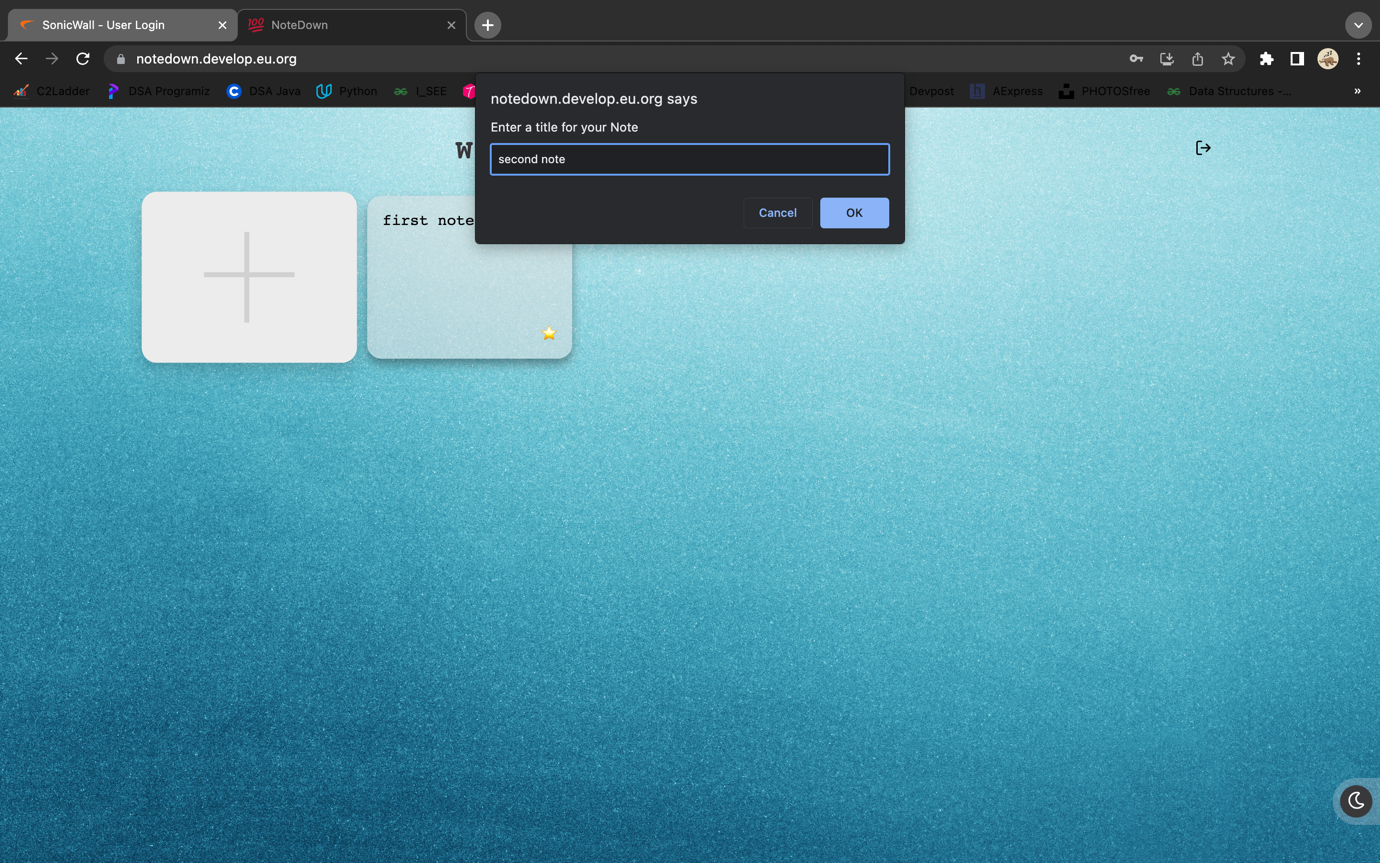 SonicWall - User Login
NoteDown
notedown.develop.eu.org
C2Ladder
DSA Programiz
DSA Java
Python
I_SEE
Devpost
AExpress
PHOTOSfree
Data Structures -...
»
notedown.develop.eu.org says
Enter a title for your Note
second note
Cancel
OK
W
first note